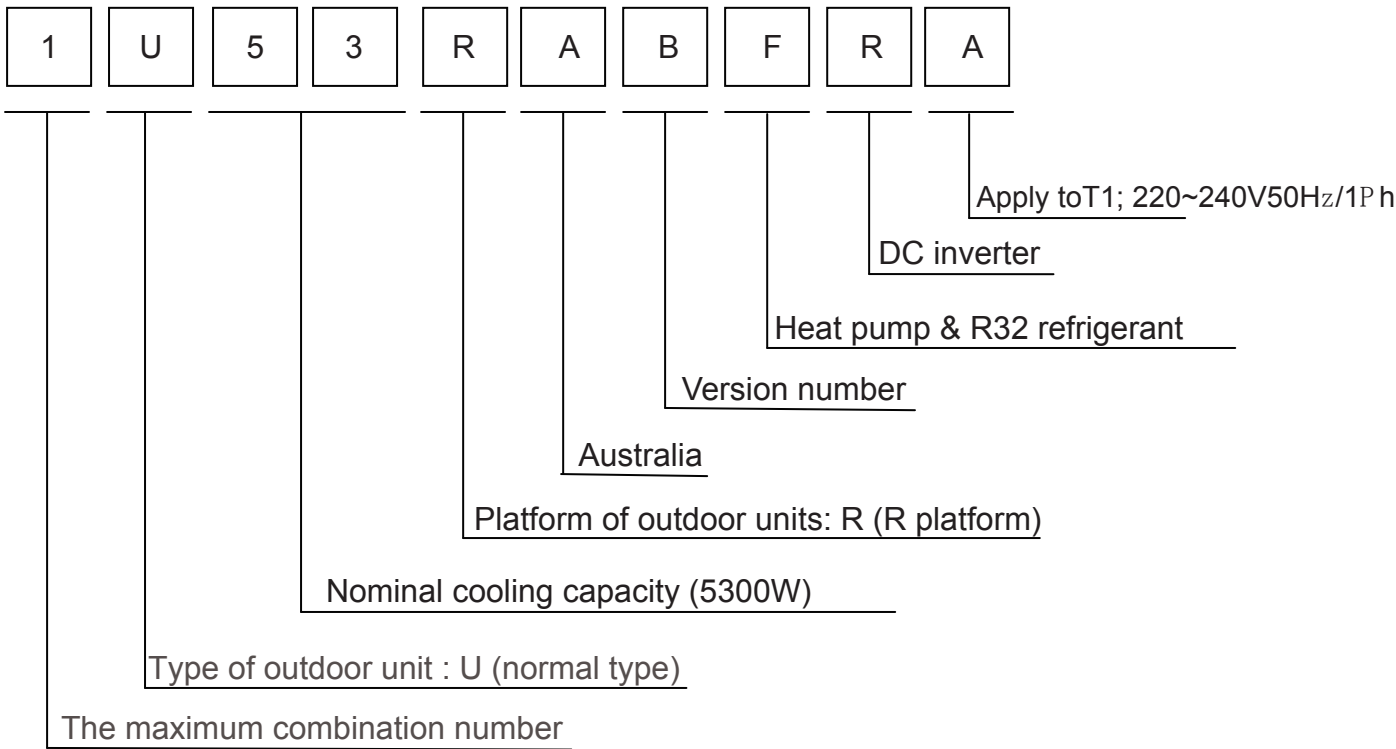 1 U 5 3 R A B F R A
Apply toT1; 220~240V50Hz/1Ph
DC inverter
Heat pump & R32 refrigerant
Version number
Australia
Platform of outdoor units: R (R platform)
Nominal cooling capacity (5300W)
Type of outdoor unit : U (normal type)
The maximum combination number